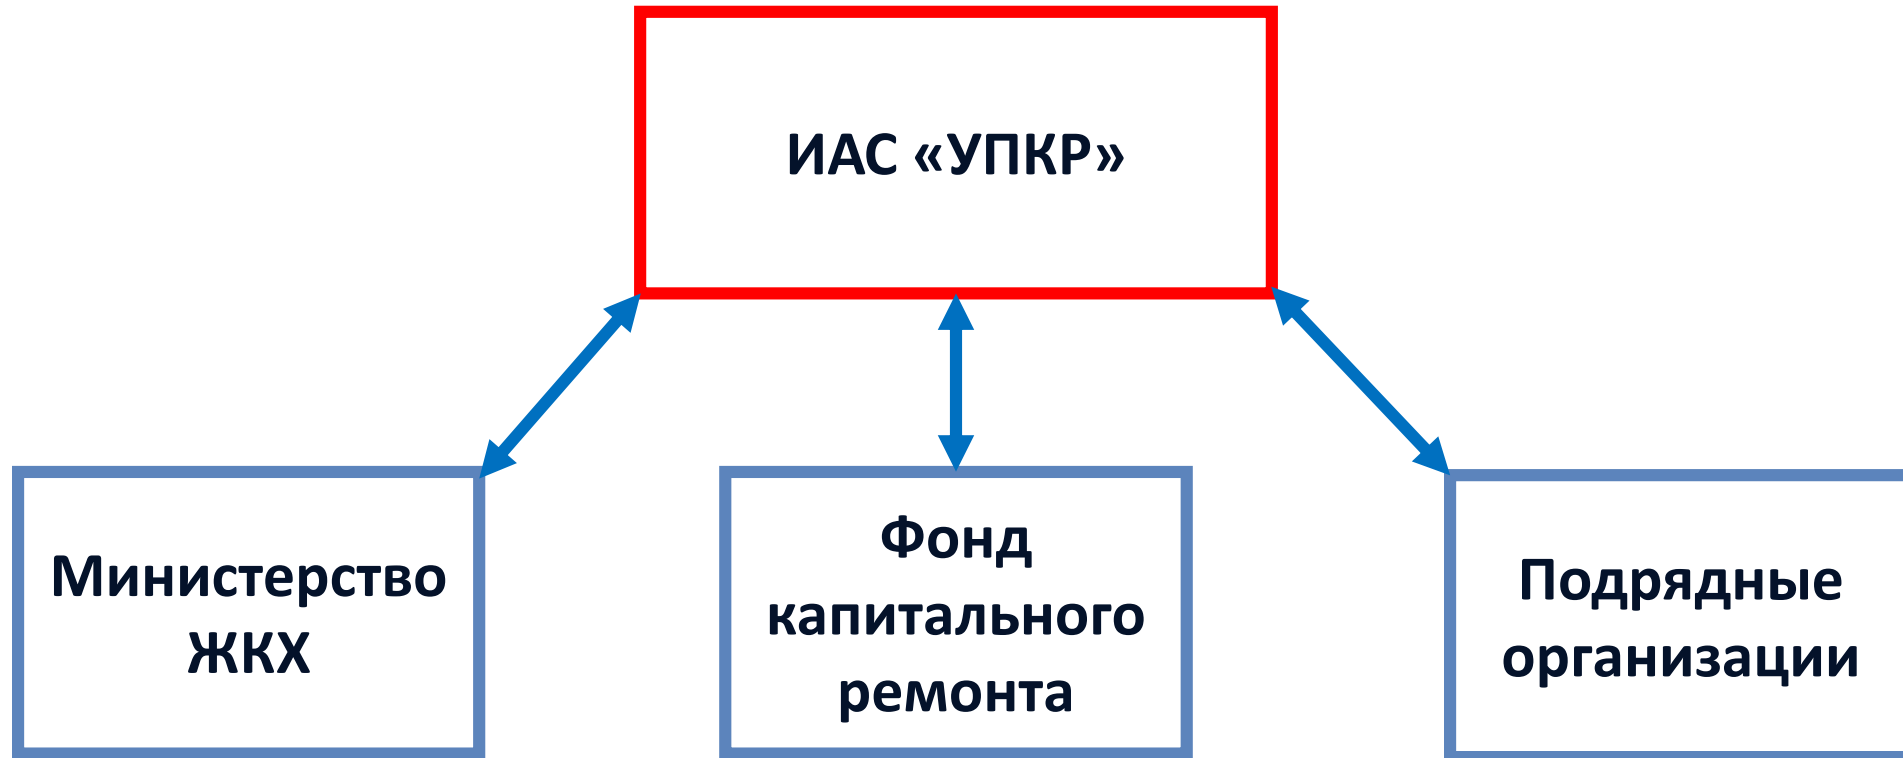 ИАС «УПКР»
Министерство
ЖКХ
Фонд
капитального
ремонта
Подрядные
организации